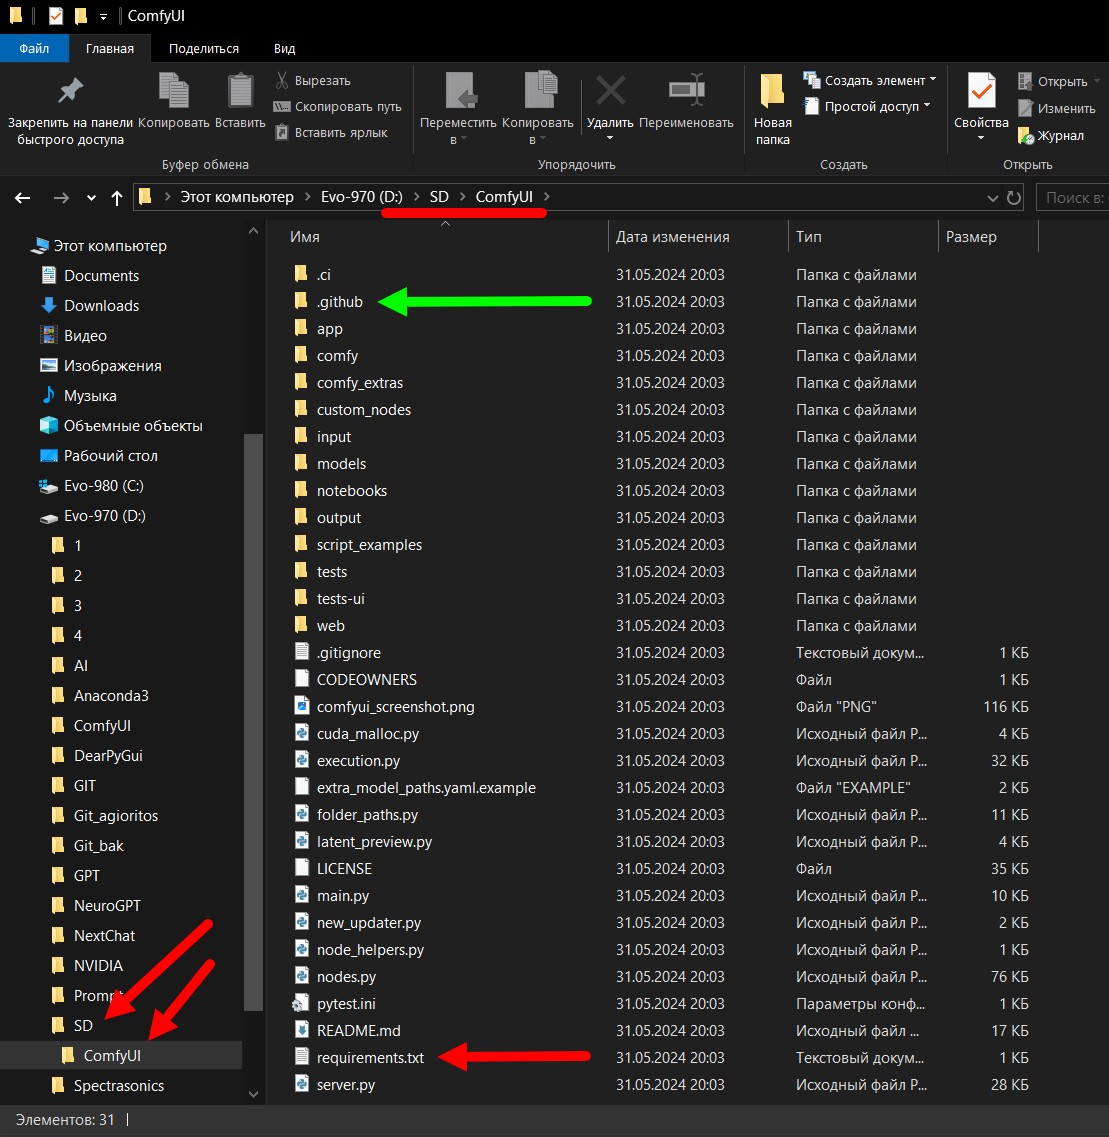 ComfyUI
Файл Главная Поделиться Вид
Закрепить на панели быстрого доступа
Копировать
Вставить
Вырезать
Скопировать путь
Вставить ярлык
Буфер обмена
Переместить в
Копировать в
Удалить
Переименовать
Упорядочить
Новая папка
Создать элемент
Простой доступ
Создать
Свойства
Открыть
Изменить
Журнал
Открыть
Этот компьютер > Evo-970 (D:) > SD > ComfyUI >
Поиск в:
Этот компьютер
Documents
Downloads
Видео
Изображения
Музыка
Объемные объекты
Рабочий стол
Evo-980 (C:)
Evo-970 (D:)
1
2
3
4
AI
Anaconda3
ComfyUI
DearPyGui
GIT
Git_agioritos
Git_bak
GPT
NeuroGPT
NextChat
NVIDIA
Prompt
SD
ComfyUI
Spectrasonics
Имя Дата изменения Тип Размер
.ci 31.05.2024 20:03 Папка с файлами
.github 31.05.2024 20:03 Папка с файлами
app 31.05.2024 20:03 Папка с файлами
comfy 31.05.2024 20:03 Папка с файлами
comfy_extras 31.05.2024 20:03 Папка с файлами
custom_nodes 31.05.2024 20:03 Папка с файлами
input 31.05.2024 20:03 Папка с файлами
models 31.05.2024 20:03 Папка с файлами
notebooks 31.05.2024 20:03 Папка с файлами
output 31.05.2024 20:03 Папка с файлами
script_examples 31.05.2024 20:03 Папка с файлами
tests 31.05.2024 20:03 Папка с файлами
tests-ui 31.05.2024 20:03 Папка с файлами
web 31.05.2024 20:03 Папка с файлами
.gitignore 31.05.2024 20:03 Текстовый докум... 1 КБ
CODEOWNERS 31.05.2024 20:03 Файл 1 КБ
comfyui_screenshot.png 31.05.2024 20:03 Файл "PNG" 116 КБ
cuda_malloc.py 31.05.2024 20:03 Исходный файл P... 4 КБ
execution.py 31.05.2024 20:03 Исходный файл P... 32 КБ
extra_model_paths.yaml.example 31.05.2024 20:03 Файл "EXAMPLE" 2 КБ
folder_paths.py 31.05.2024 20:03 Исходный файл P... 11 КБ
latent_preview.py 31.05.2024 20:03 Исходный файл P... 4 КБ
LICENSE 31.05.2024 20:03 Файл 35 КБ
main.py 31.05.2024 20:03 Исходный файл P... 10 КБ
new_updater.py 31.05.2024 20:03 Исходный файл P... 2 КБ
node_helpers.py 31.05.2024 20:03 Исходный файл P... 1 КБ
nodes.py 31.05.2024 20:03 Исходный файл P... 76 КБ
pytest.ini 31.05.2024 20:03 Параметры конф... 1 КБ
README.md 31.05.2024 20:03 Исходный файл ... 17 КБ
requirements.txt 31.05.2024 20:03 Текстовый докум... 1 КБ
server.py 31.05.2024 20:03 Исходный файл P... 28 КБ
Элементов: 31